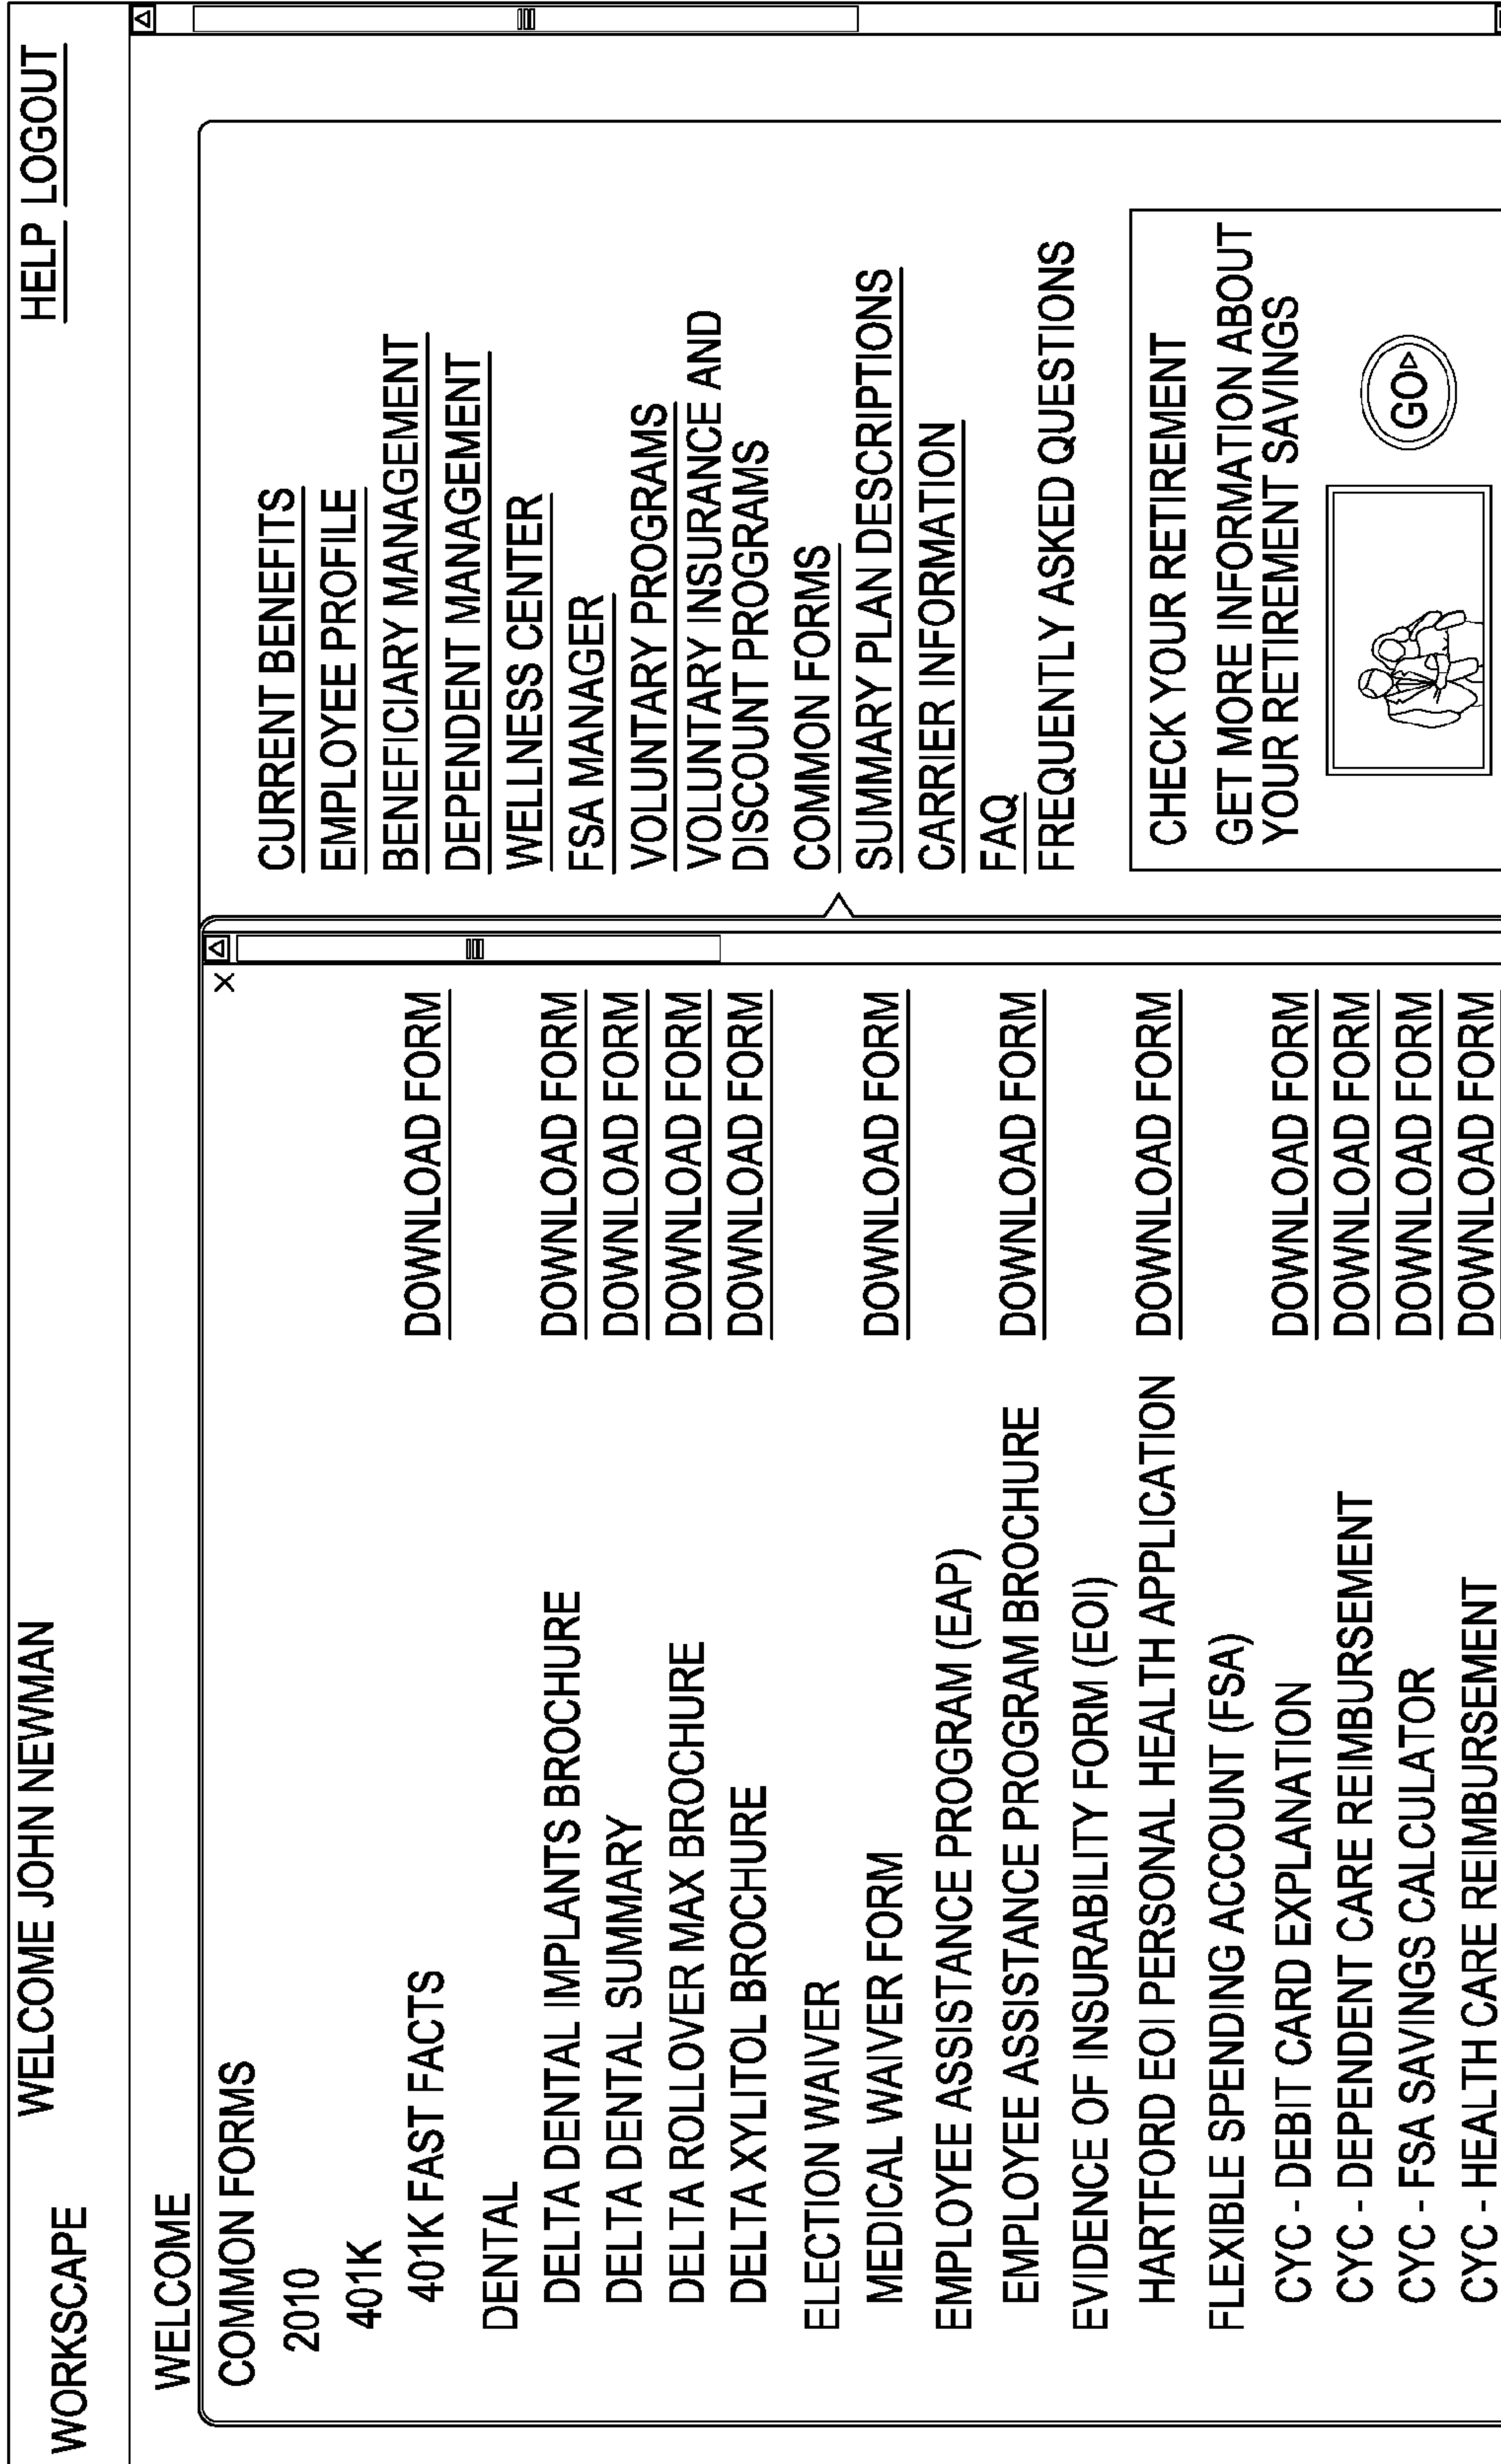 WORKSCAPE WELCOME JOHN NEWMAN HELP LOGOUT
WELCOME
COMMON FORMS X
2010
401K
401K FAST FACTS DOWNLOAD FORM
DENTAL
DELTA DENTAL IMPLANTS BROCHURE DOWNLOAD FORM
DELTA DENTAL SUMMARY DOWNLOAD FORM
DELTA ROLLOVER MAX BROCHURE DOWNLOAD FORM
DELTA XYLITOL BROCHURE DOWNLOAD FORM
ELECTION WAIVER
MEDICAL WAIVER FORM DOWNLOAD FORM
EMPLOYEE ASSISTANCE PROGRAM (EAP)
EMPLOYEE ASSISTANCE PROGRAM BROCHURE DOWNLOAD FORM
EVIDENCE OF INSURABILITY FORM (EOI)
HARTFORD EOI PERSONAL HEALTH APPLICATION DOWNLOAD FORM
FLEXIBLE SPENDING ACCOUNT (FSA)
CYC - DEBIT CARD EXPLANATION DOWNLOAD FORM
CYC - DEPENDENT CARE REIMBURSEMENT DOWNLOAD FORM
CYC - FSA SAVINGS CALCULATOR DOWNLOAD FORM
CYC - HEALTH CARE REIMBURSEMENT DOWNLOAD FORM
CURRENT BENEFITS
EMPLOYEE PROFILE
BENEFICIARY MANAGEMENT
DEPENDENT MANAGEMENT
WELLNESS CENTER
FSA MANAGER
VOLUNTARY PROGRAMS
VOLUNTARY INSURANCE AND
DISCOUNT PROGRAMS
COMMON FORMS
SUMMARY PLAN DESCRIPTIONS
CARRIER INFORMATION
FAQ
FREQUENTLY ASKED QUESTIONS
CHECK YOUR RETIREMENT
GET MORE INFORMATION ABOUT
YOUR RETIREMENT SAVINGS
GO